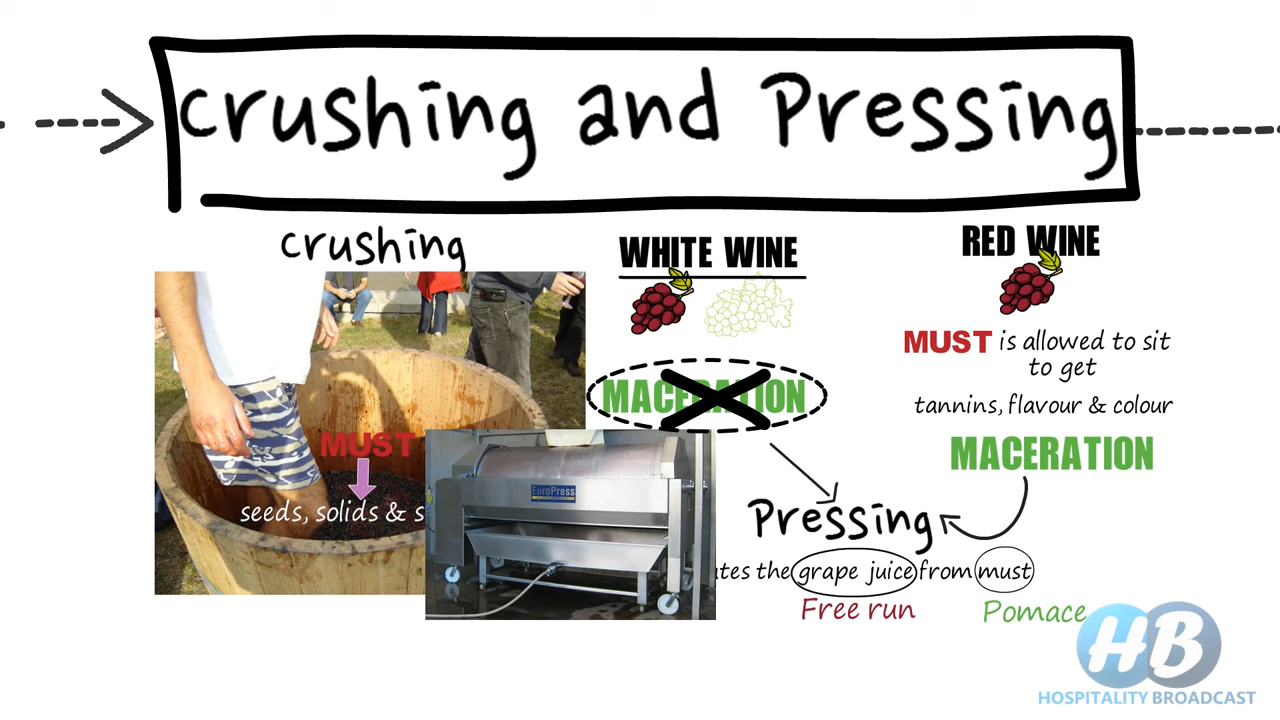 crushing and Pressing
crushing
MUST
seeds, solids & s
WHITE WINE
MACERATION
EuroPress
RED WINE
MUST is allowed to sit
to get
tannins, flavour & colour
MACERATION
Pressing
tes the grape juice from must
Free run
Pomace
HB
HOSPITALITY BROADCAST